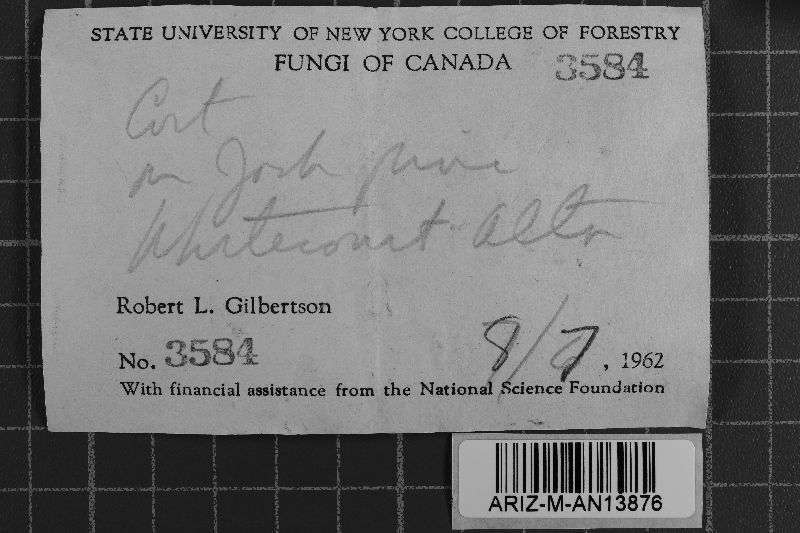 STATE UNIVERSITY OF NEW YORK COLLEGE OF FORESTRY
FUNGI OF CANADA 3584
Cort
on Jack pine
Whitecourt Alta
Robert L. Gilbertson
No. 3584 8/7, 1962
With financial assistance from the National Science Foundation
ARIZ-M-AN13876